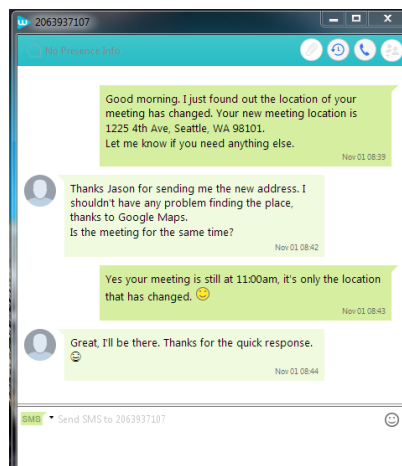 2063937107
No Presence Info
Good morning. I just found out the location of your
meeting has changed. Your new meeting location is
1225 4th Ave, Seattle, WA 98101.
Let me know if you need anything else.
Nov 01 08:39
Thanks Jason for sending me the new address. I
shouldn't have any problem finding the place,
thanks to Google Maps.
Is the meeting for the same time?
Nov 01 08:42
Yes your meeting is still at 11:00am, it's only the location
that has changed.
Nov 01 08:43
Great, I'll be there. Thanks for the quick response.
Nov 01 08:44
SMS Send SMS to 2063937107